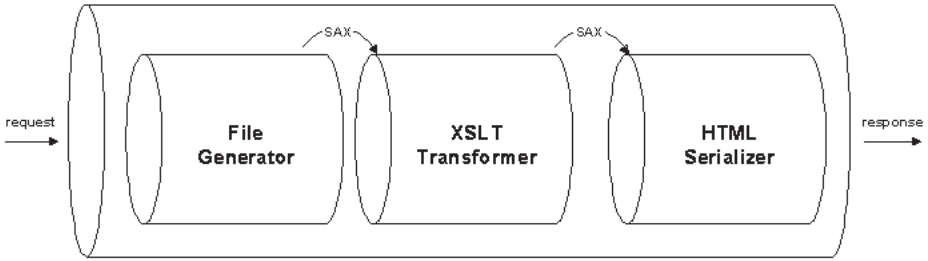 SAX
SAX
request
File
Generator
XSLT
Transformer
HTML
Serializer
response